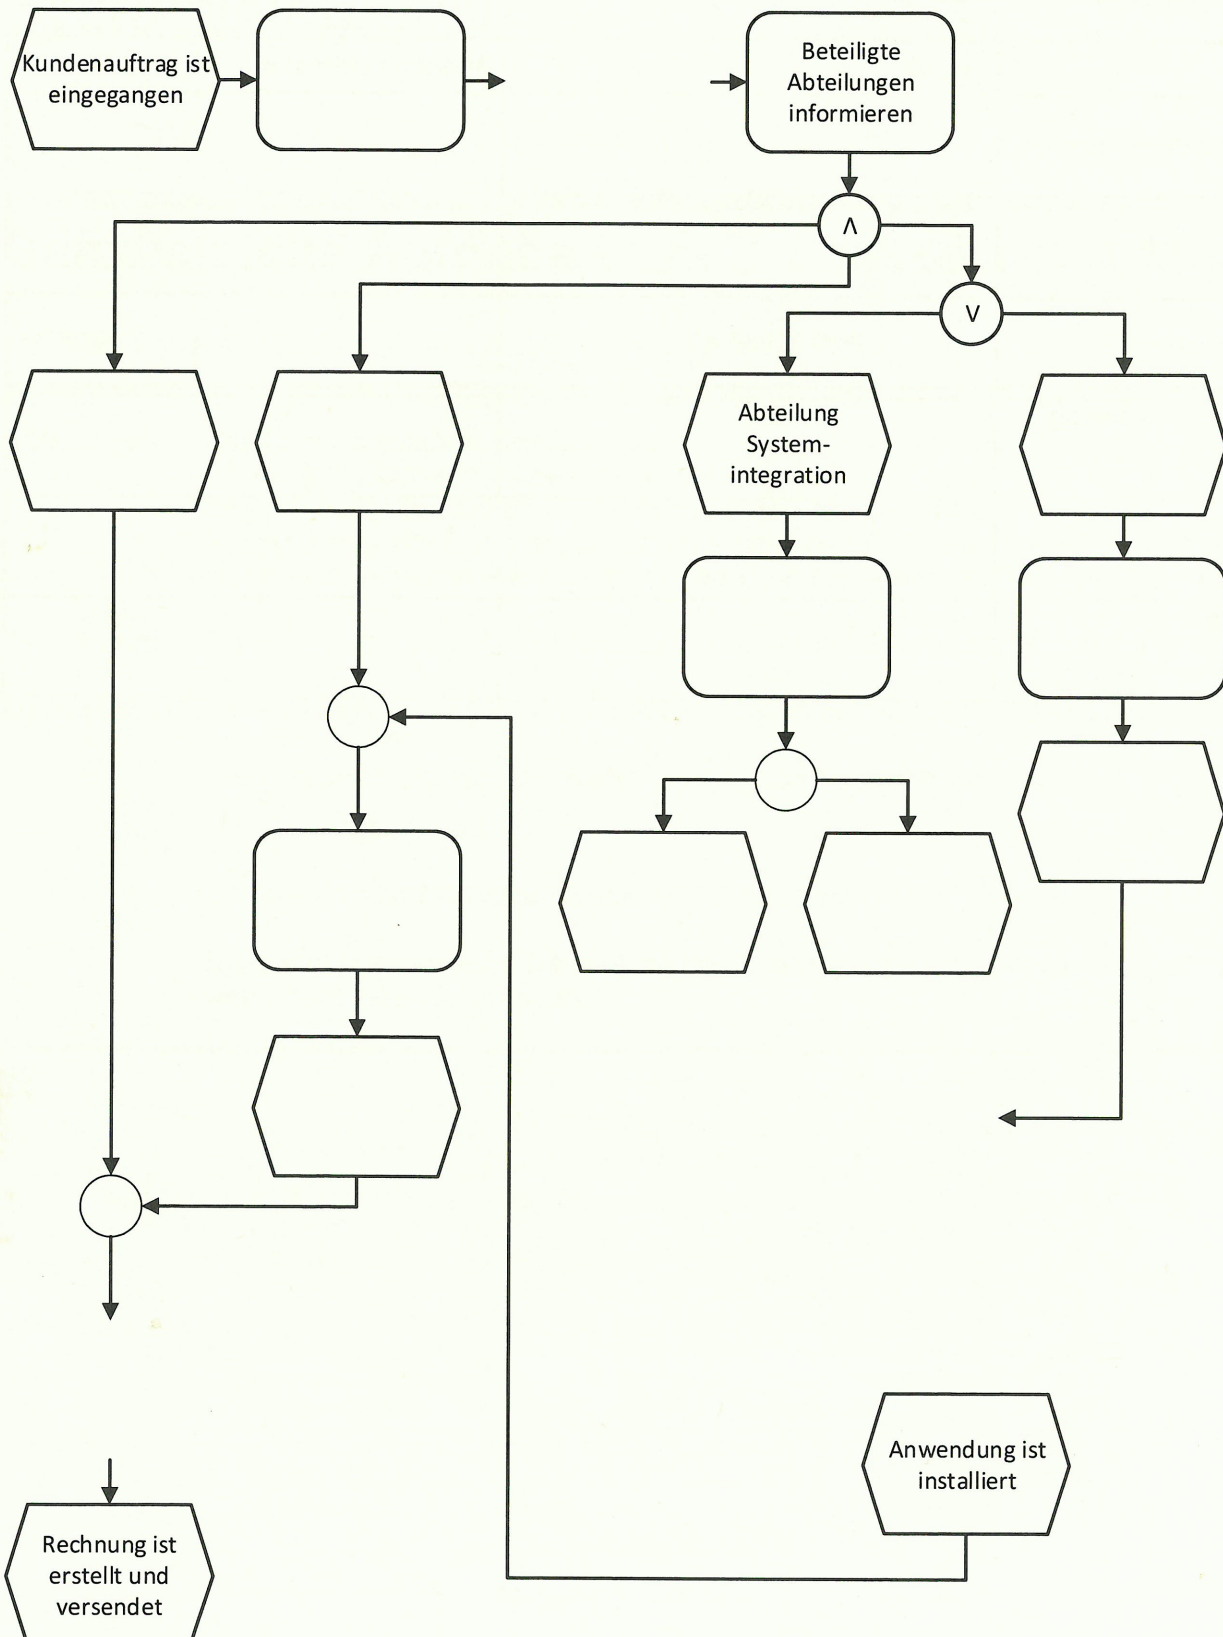 Kundenauftrag ist
eingegangen
Beteiligte
Abteilungen
informieren
Λ
V
Abteilung
System-
integration
Anwendung ist
installiert
Rechnung ist
erstellt und
versendet